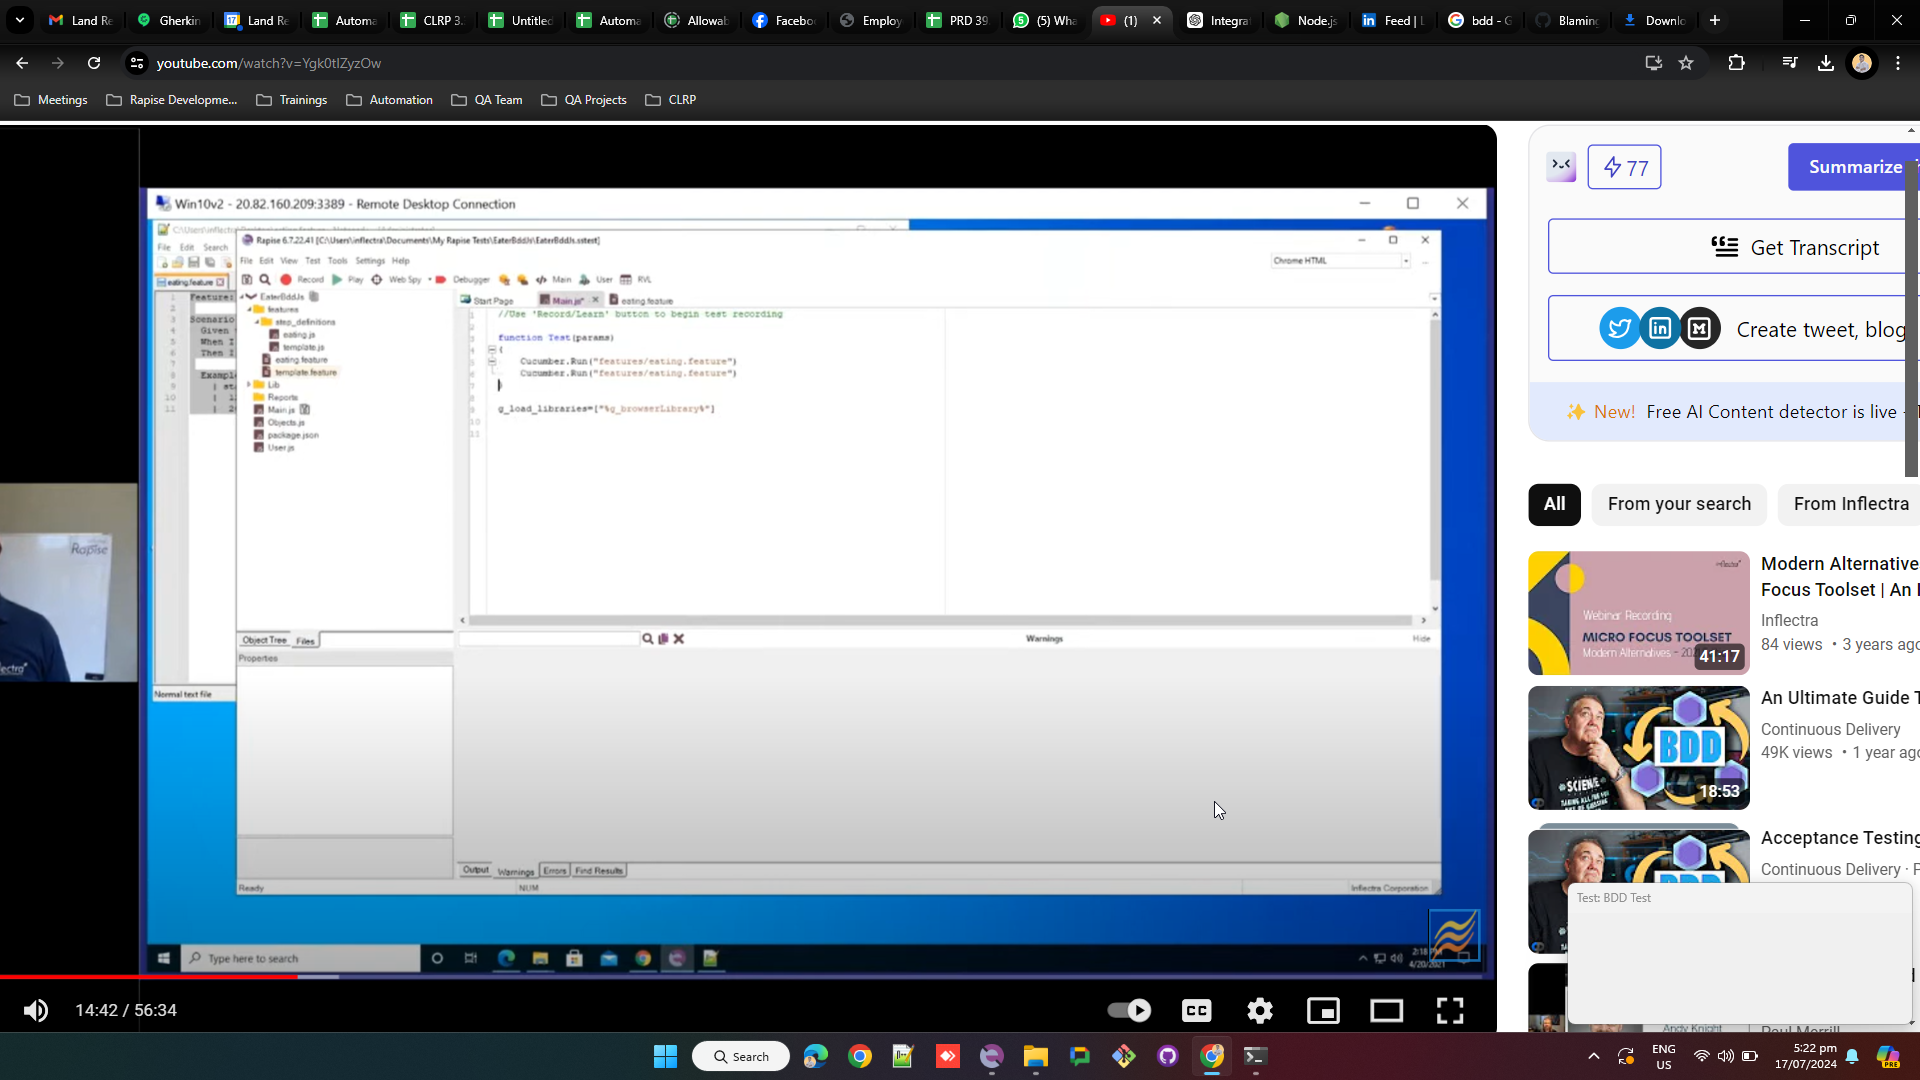 Land Re
Gherkin
Land Re
Automa
CLRP 3.
Untitled
Automa
Allowab
Facebo
Employ
PRD 39
(5) Wha
(1)
Integrat
Node.js
Feed | L
bdd - G
Blaming
Downlo
youtube.com/watch?v=Ygk0tlZyzOw
Meetings
Rapise Developme...
Trainings
Automation
QA Team
QA Projects
CLRP
Win10v2 - 20.82.160.209:3389 - Remote Desktop Connection
File Edit Search
eating.feature
Rapise 6.7.22.41 [C:\Users\inflectra\Documents\My Rapise Tests\EaterBddJs\EaterBddJs.sstest]
File Edit View Test Tools Settings Help
Chrome HTML
Record Play Web Spy Debugger Main User RVL
1 Feature:
2
3 Scenario
4 Given
5 When I
6 Then I
7
8 Exampl
9 | st
10 | 1
11 | 2
EaterBddJs
features
step_definitions
eating.js
template.js
eating.feature
template.feature
Lib
Reports
Main.js
Objects.js
package.json
User.js
Start Page Main.js* eating.feature
//Use 'Record/Learn' button to begin test recording
function Test(params)
{
Cucumber.Run("features/eating.feature")
Cucumber.Run("features/eating.feature")
}
g_load_libraries=["%g_browserLibrary%"]
Object Tree Files
Properties
Warnings
Hide
Normal text file
Output Warnings Errors Find Results
Ready
NUM
Inflectra Corporation
Type here to search
4/20/2021
Rapise
ectra
14:42 / 56:34
CC
77
Summarize
Get Transcript
Create tweet, blog
New! Free AI Content detector is live -
All
From your search
From Inflectra
Webinar Recording
MICRO FOCUS TOOLSET
Modern Alternatives - 20
41:17
Modern Alternative
Focus Toolset | An
Inflectra
84 views • 3 years ago
BDD
SCIENCE
18:53
An Ultimate Guide T
Continuous Delivery
49K views • 1 year ago
Acceptance Testing
Continuous Delivery · P
Test: BDD Test
Andy Knight
Paul Merrill
Search
ENG
US
5:22 pm
17/07/2024
PRE